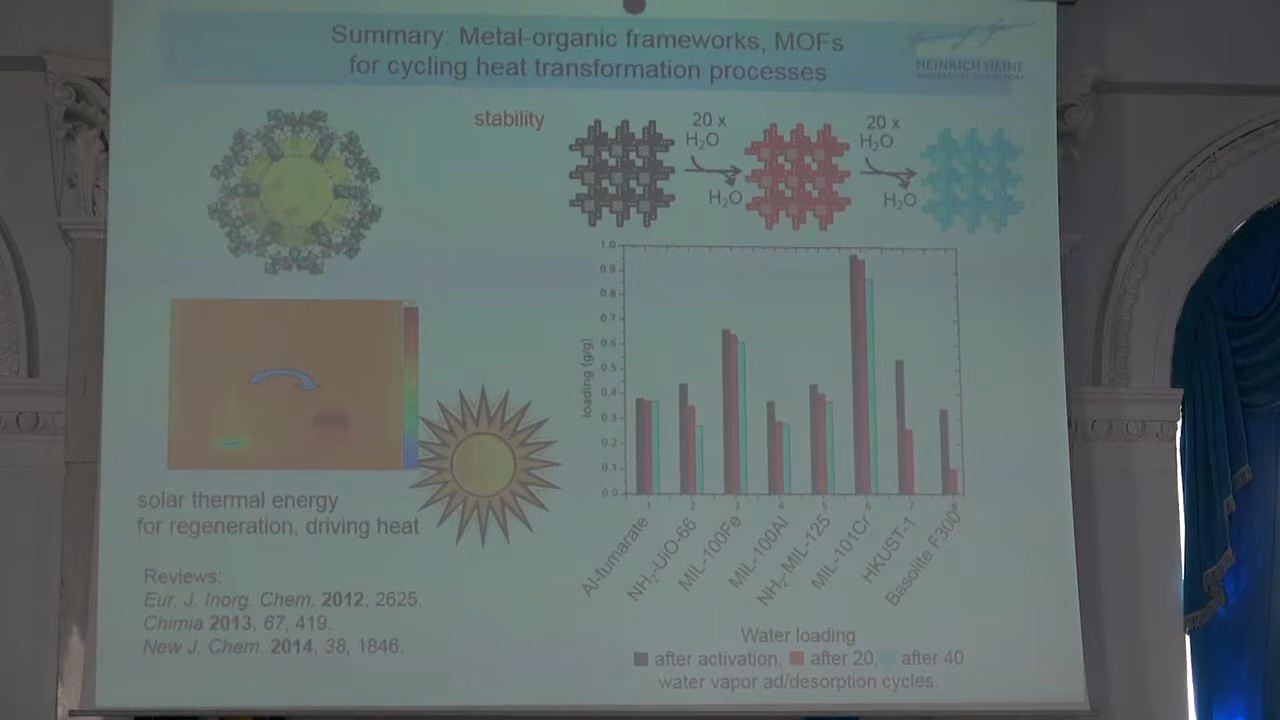 Summary: Metal-organic frameworks, MOFs
for cycling heat transformation processes
HEINRICH HEINE
stability
20 x
H₂O
H₂O
20 x
H₂O
H₂O
loading (g/g)
1.0
0.9
0.8
0.7
0.6
0.5
0.4
0.3
0.2
0.1
0.0
1 2 3 4 5 6 7
Al-fumarate
NH₂-UiO-66
MIL-100Fe
MIL-100Al
NH₂-MIL-125
MIL-101Cr
HKUST-1
Basolite F300
solar thermal energy
for regeneration, driving heat
Reviews:
Eur. J. Inorg. Chem. 2012, 2625.
Chimia 2013, 67, 419.
New J. Chem. 2014, 38, 1846.
Water loading
after activation, after 20, after 40
water vapor ad/desorption cycles.